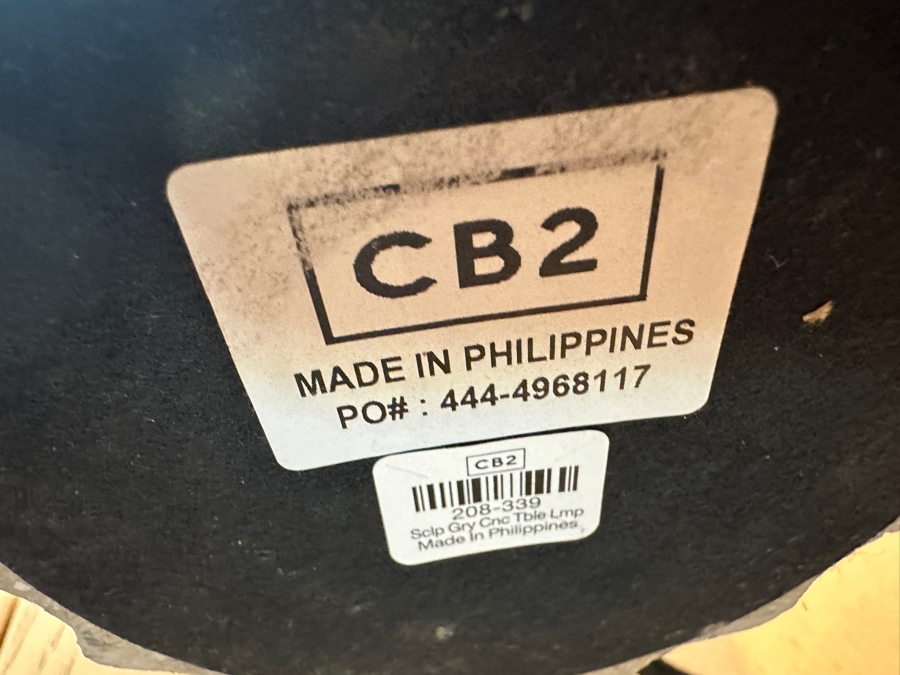 CB2
MADE IN PHILIPPINES
PO# : 444-4968117
CB2
208-339
Sclp Gry Cnc Tble Lmp
Made In Philippines